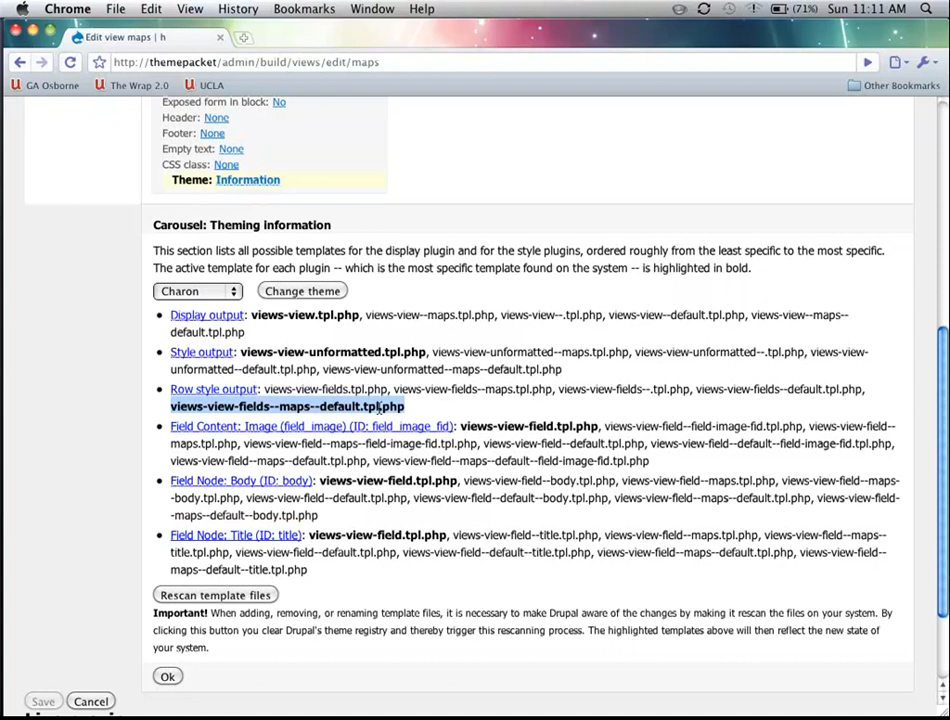 Chrome File Edit View History Bookmarks Window Help (71%) Sun 11:11 AM
Edit view maps | h
http://themepacket/admin/build/views/edit/maps
GA Osborne The Wrap 2.0 UCLA Other Bookmarks
Exposed form in block: No
Header: None
Footer: None
Empty text: None
CSS class: None
Theme: Information
Carousel: Theming information
This section lists all possible templates for the display plugin and for the style plugins, ordered roughly from the least specific to the most specific.
The active template for each plugin -- which is the most specific template found on the system -- is highlighted in bold.
Charon Change theme
• Display output: views-view.tpl.php, views-view--maps.tpl.php, views-view--.tpl.php, views-view--default.tpl.php, views-view--maps--
default.tpl.php
• Style output: views-view-unformatted.tpl.php, views-view-unformatted--maps.tpl.php, views-view-unformatted--.tpl.php, views-view-
unformatted--default.tpl.php, views-view-unformatted--maps--default.tpl.php
• Row style output: views-view-fields.tpl.php, views-view-fields--maps.tpl.php, views-view-fields--.tpl.php, views-view-fields--default.tpl.php,
views-view-fields--maps--default.tpl.php
• Field Content: Image (field_image) (ID: field_image_fid): views-view-field.tpl.php, views-view-field--field-image-fid.tpl.php, views-view-field--
maps.tpl.php, views-view-field--maps--field-image-fid.tpl.php, views-view-field--default.tpl.php, views-view-field--default--field-image-fid.tpl.php,
views-view-field--maps--default.tpl.php, views-view-field--maps--default--field-image-fid.tpl.php
• Field Node: Body (ID: body): views-view-field.tpl.php, views-view-field--body.tpl.php, views-view-field--maps.tpl.php, views-view-field--maps-
-body.tpl.php, views-view-field--default.tpl.php, views-view-field--default--body.tpl.php, views-view-field--maps--default.tpl.php, views-view-field-
-maps--default--body.tpl.php
• Field Node: Title (ID: title): views-view-field.tpl.php, views-view-field--title.tpl.php, views-view-field--maps.tpl.php, views-view-field--maps--
title.tpl.php, views-view-field--default.tpl.php, views-view-field--default--title.tpl.php, views-view-field--maps--default.tpl.php, views-view-field--
maps--default--title.tpl.php
Rescan template files
Important! When adding, removing, or renaming template files, it is necessary to make Drupal aware of the changes by making it rescan the files on your system. By
clicking this button you clear Drupal's theme registry and thereby trigger this rescanning process. The highlighted templates above will then reflect the new state of
your system.
Ok
Save Cancel